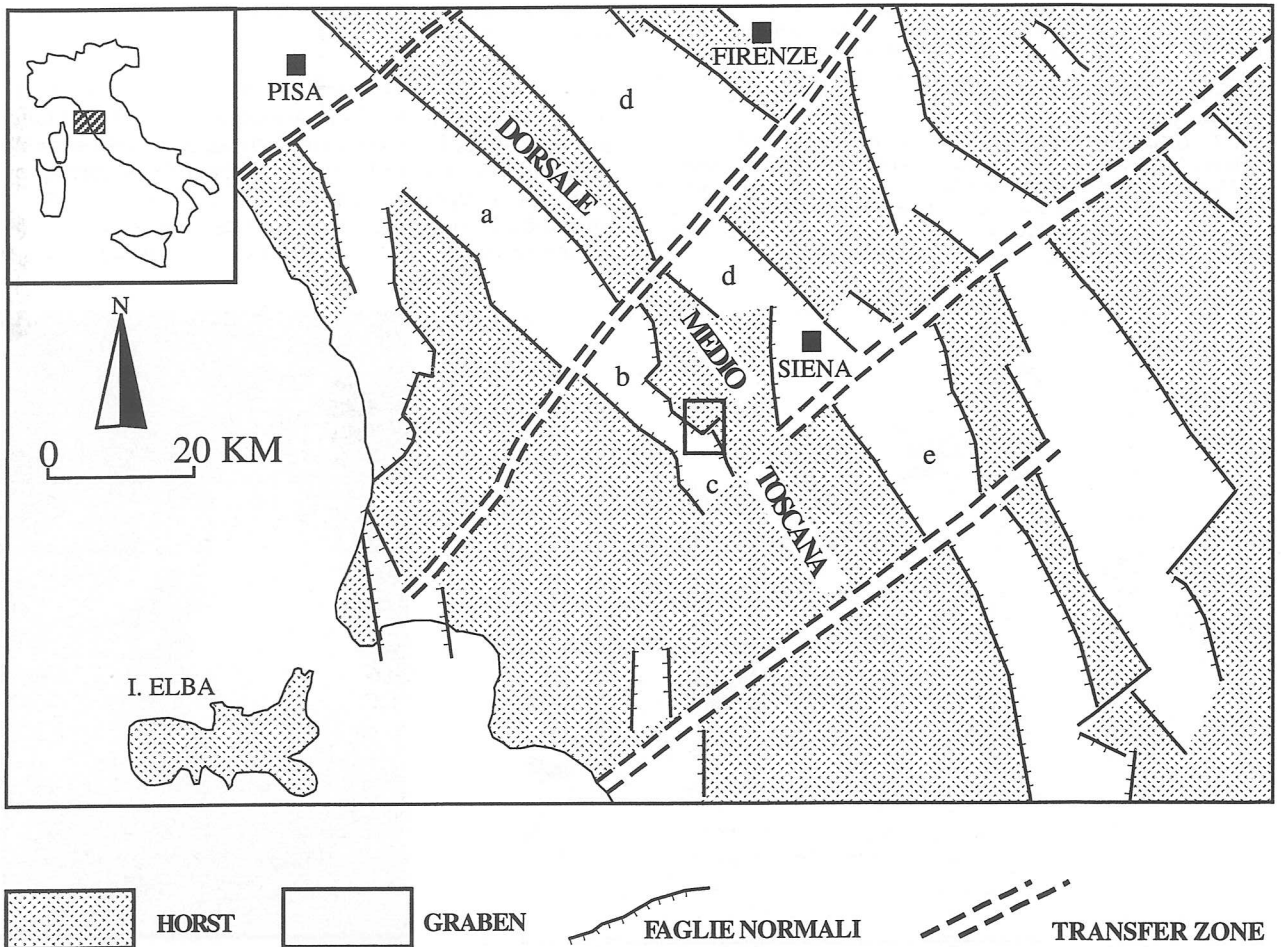 PISA
FIRENZE
d
DORSALE
a
N
d
MEDIO
SIENA
b
0 20 KM
e
c
TOSCANA
I. ELBA
HORST
GRABEN
FAGLIE NORMALI
TRANSFER ZONE